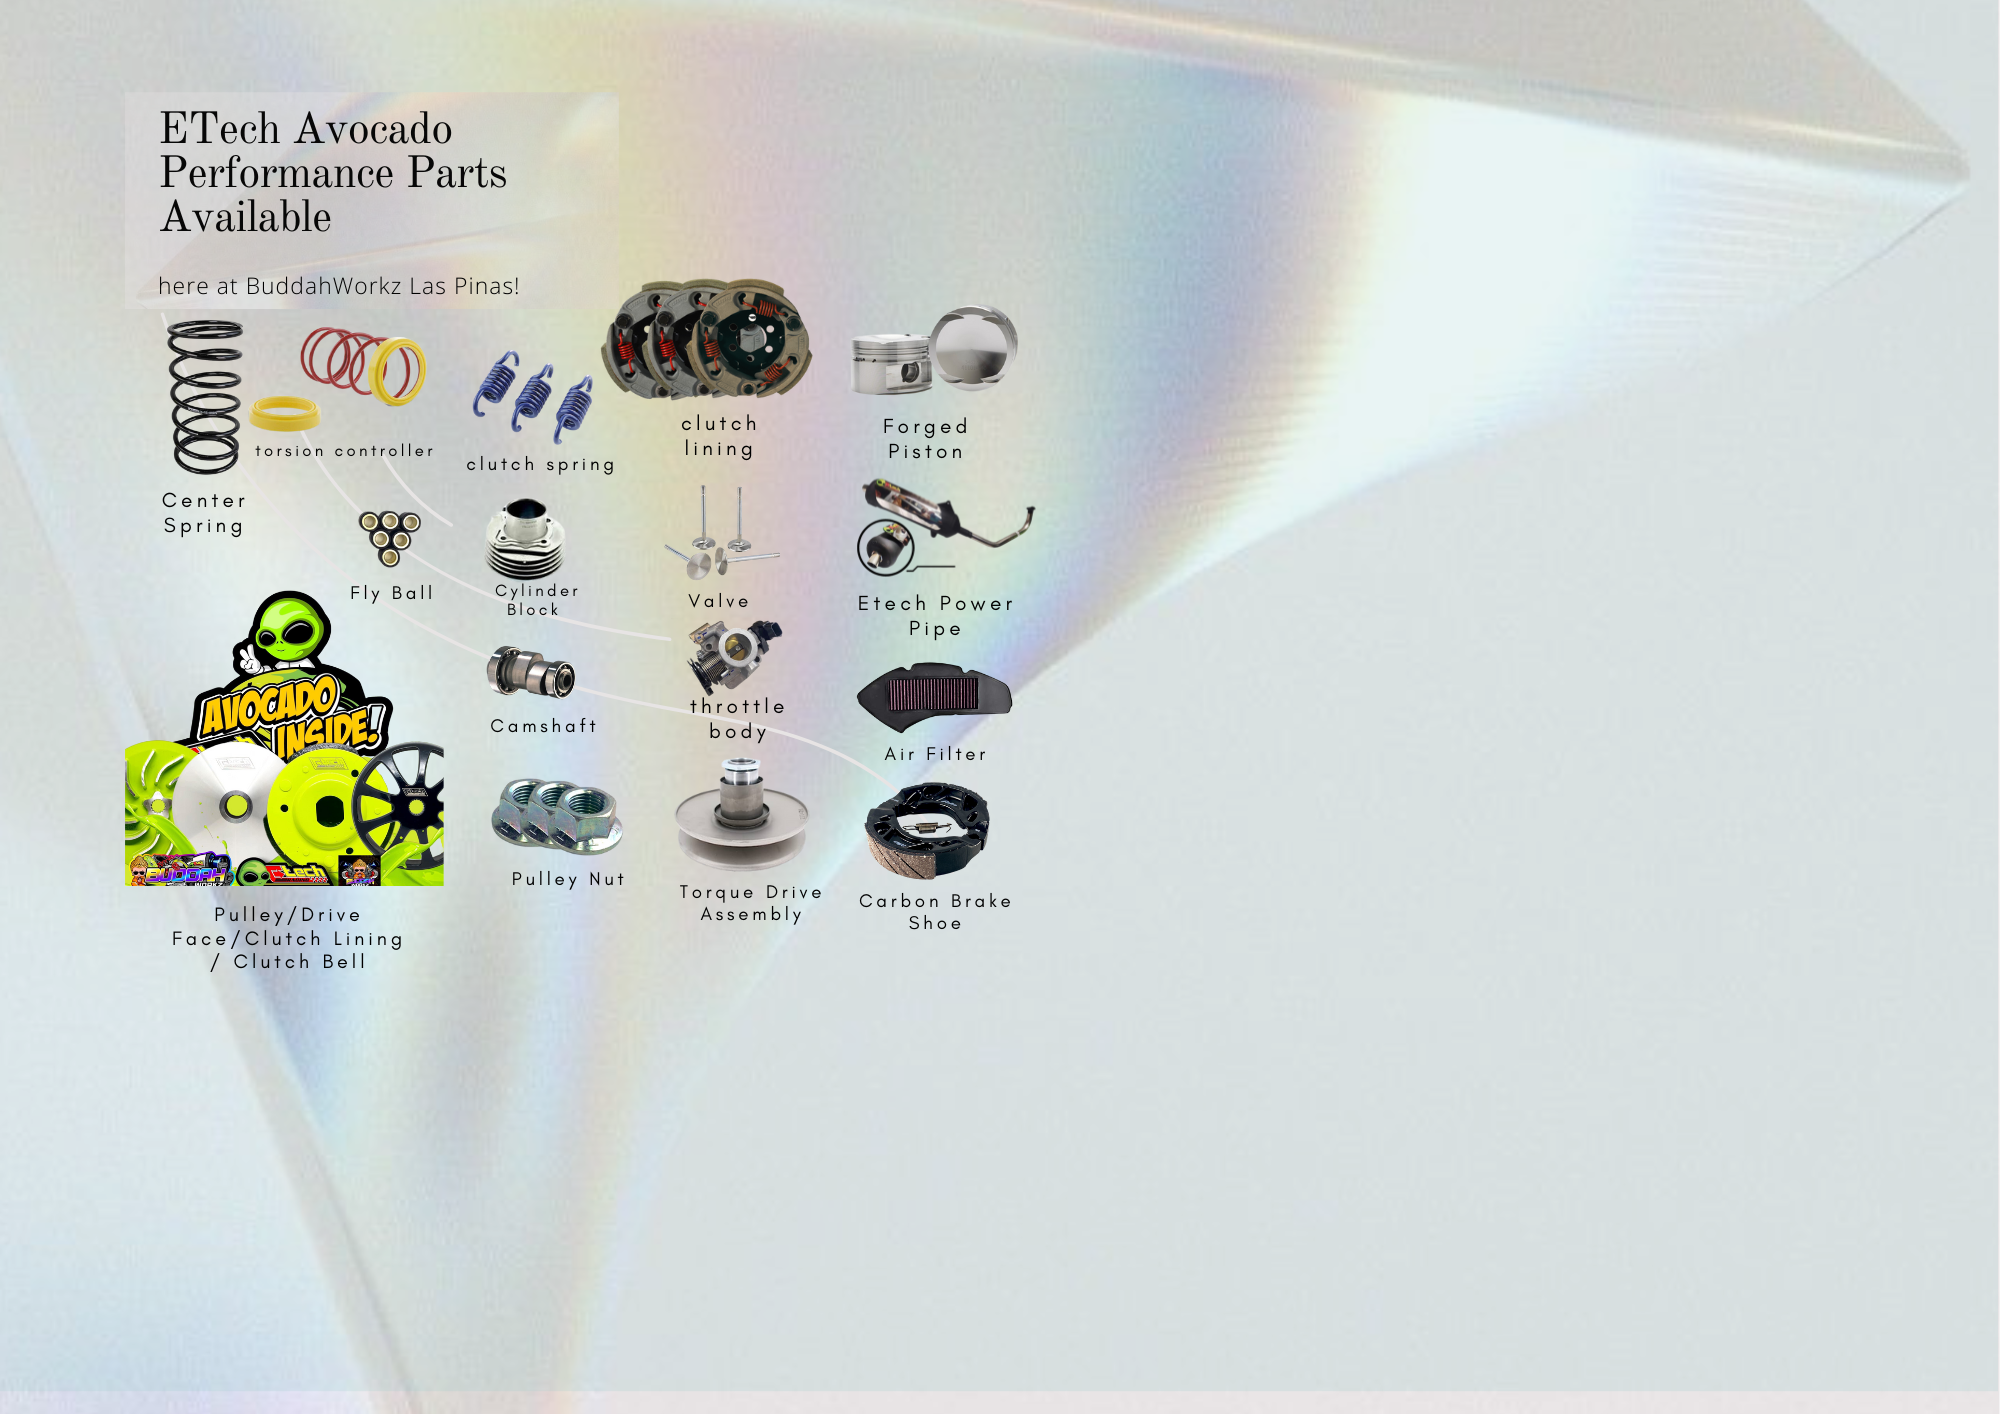 ETech Avocado
Performance Parts
Available
here at BuddahWorkz Las Pinas!
torsion controller
clutch spring
clutch
lining
Forged
Piston
Center
Spring
Fly Ball
Cylinder
Block
Valve
Etech Power
Pipe
AVOCADO
INSIDE!
Camshaft
throttle
body
Air Filter
BUDDAH
WORKZ
Pulley Nut
Torque Drive
Assembly
Carbon Brake
Shoe
Pulley/Drive
Face/Clutch Lining
/ Clutch Bell